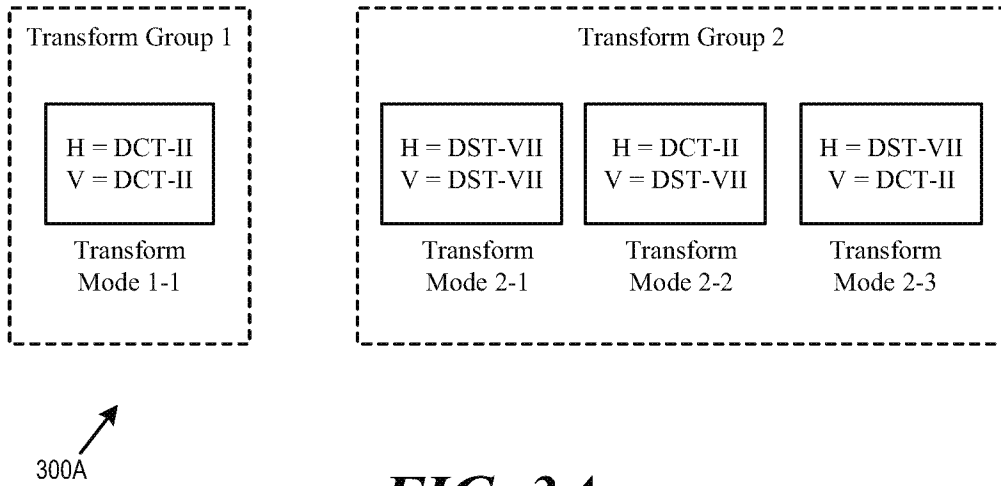 Transform Group 1
H = DCT-II
V = DCT-II
Transform
Mode 1-1
Transform Group 2
H = DST-VII
V = DST-VII
Transform
Mode 2-1
H = DCT-II
V = DST-VII
Transform
Mode 2-2
H = DST-VII
V = DCT-II
Transform
Mode 2-3
300A
FIG. 3A